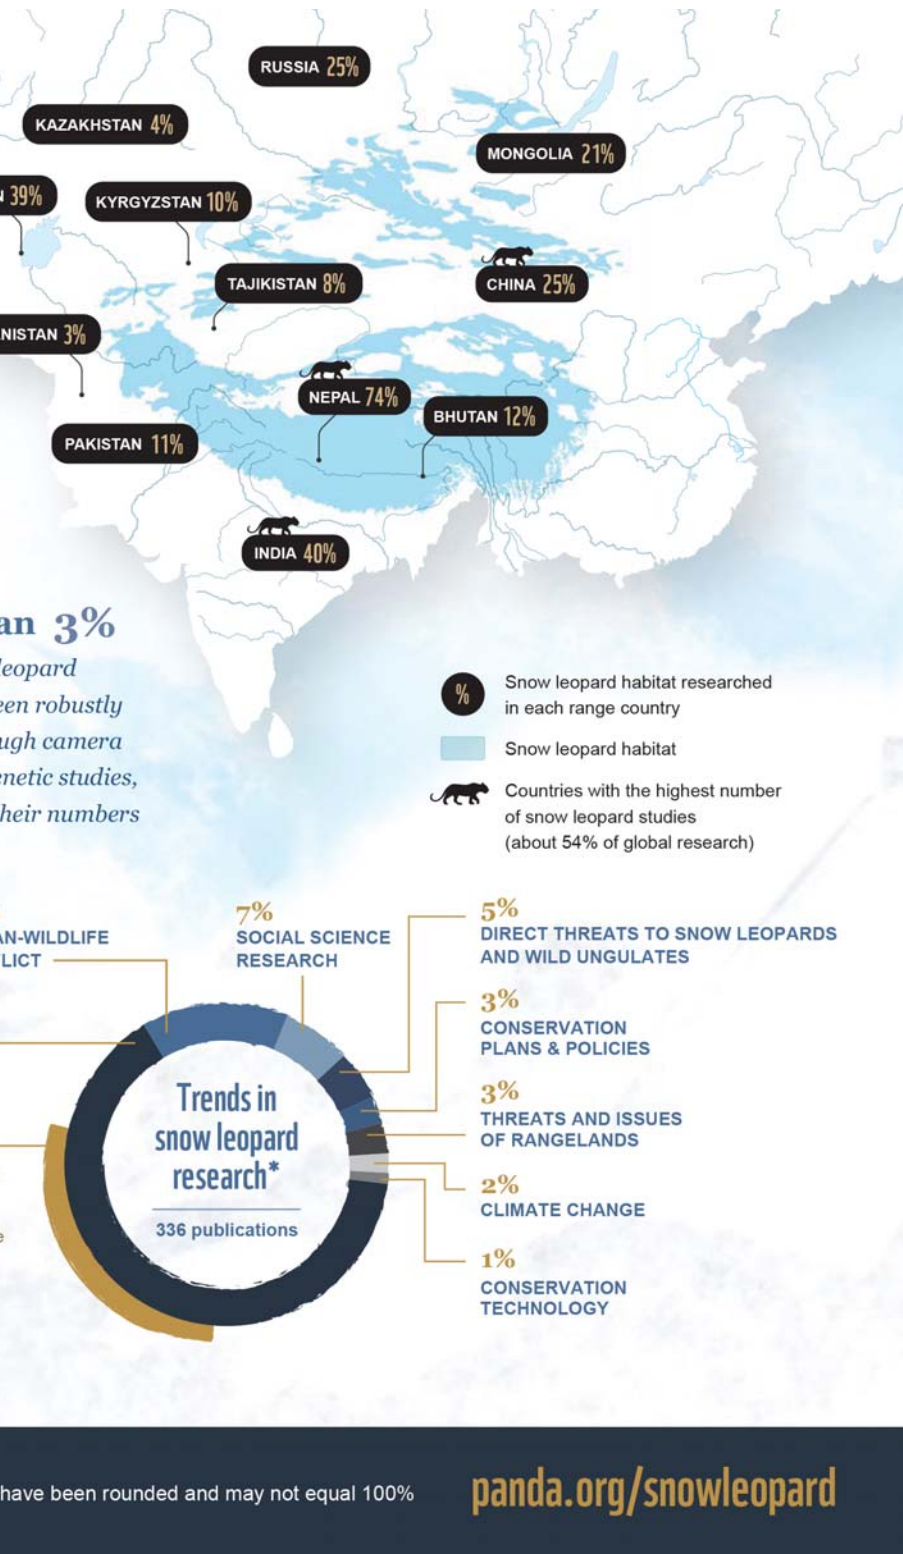 RUSSIA 25%
KAZAKHSTAN 4%
MONGOLIA 21%
N 39%
KYRGYZSTAN 10%
TAJIKISTAN 8%
CHINA 25%
NISTAN 3%
NEPAL 74%
BHUTAN 12%
PAKISTAN 11%
INDIA 40%
an 3%
leopard
een robustly
ugh camera
enetic studies,
heir numbers
%
Snow leopard habitat researched
in each range country
Snow leopard habitat
Countries with the highest number
of snow leopard studies
(about 54% of global research)
AN-WILDLIFE
LICT
7%
SOCIAL SCIENCE
RESEARCH
5%
DIRECT THREATS TO SNOW LEOPARDS
AND WILD UNGULATES
3%
CONSERVATION
PLANS & POLICIES
3%
THREATS AND ISSUES
OF RANGELANDS
2%
CLIMATE CHANGE
1%
CONSERVATION
TECHNOLOGY
Trends in
snow leopard
research*
336 publications
e
have been rounded and may not equal 100%
panda.org/snowleopard